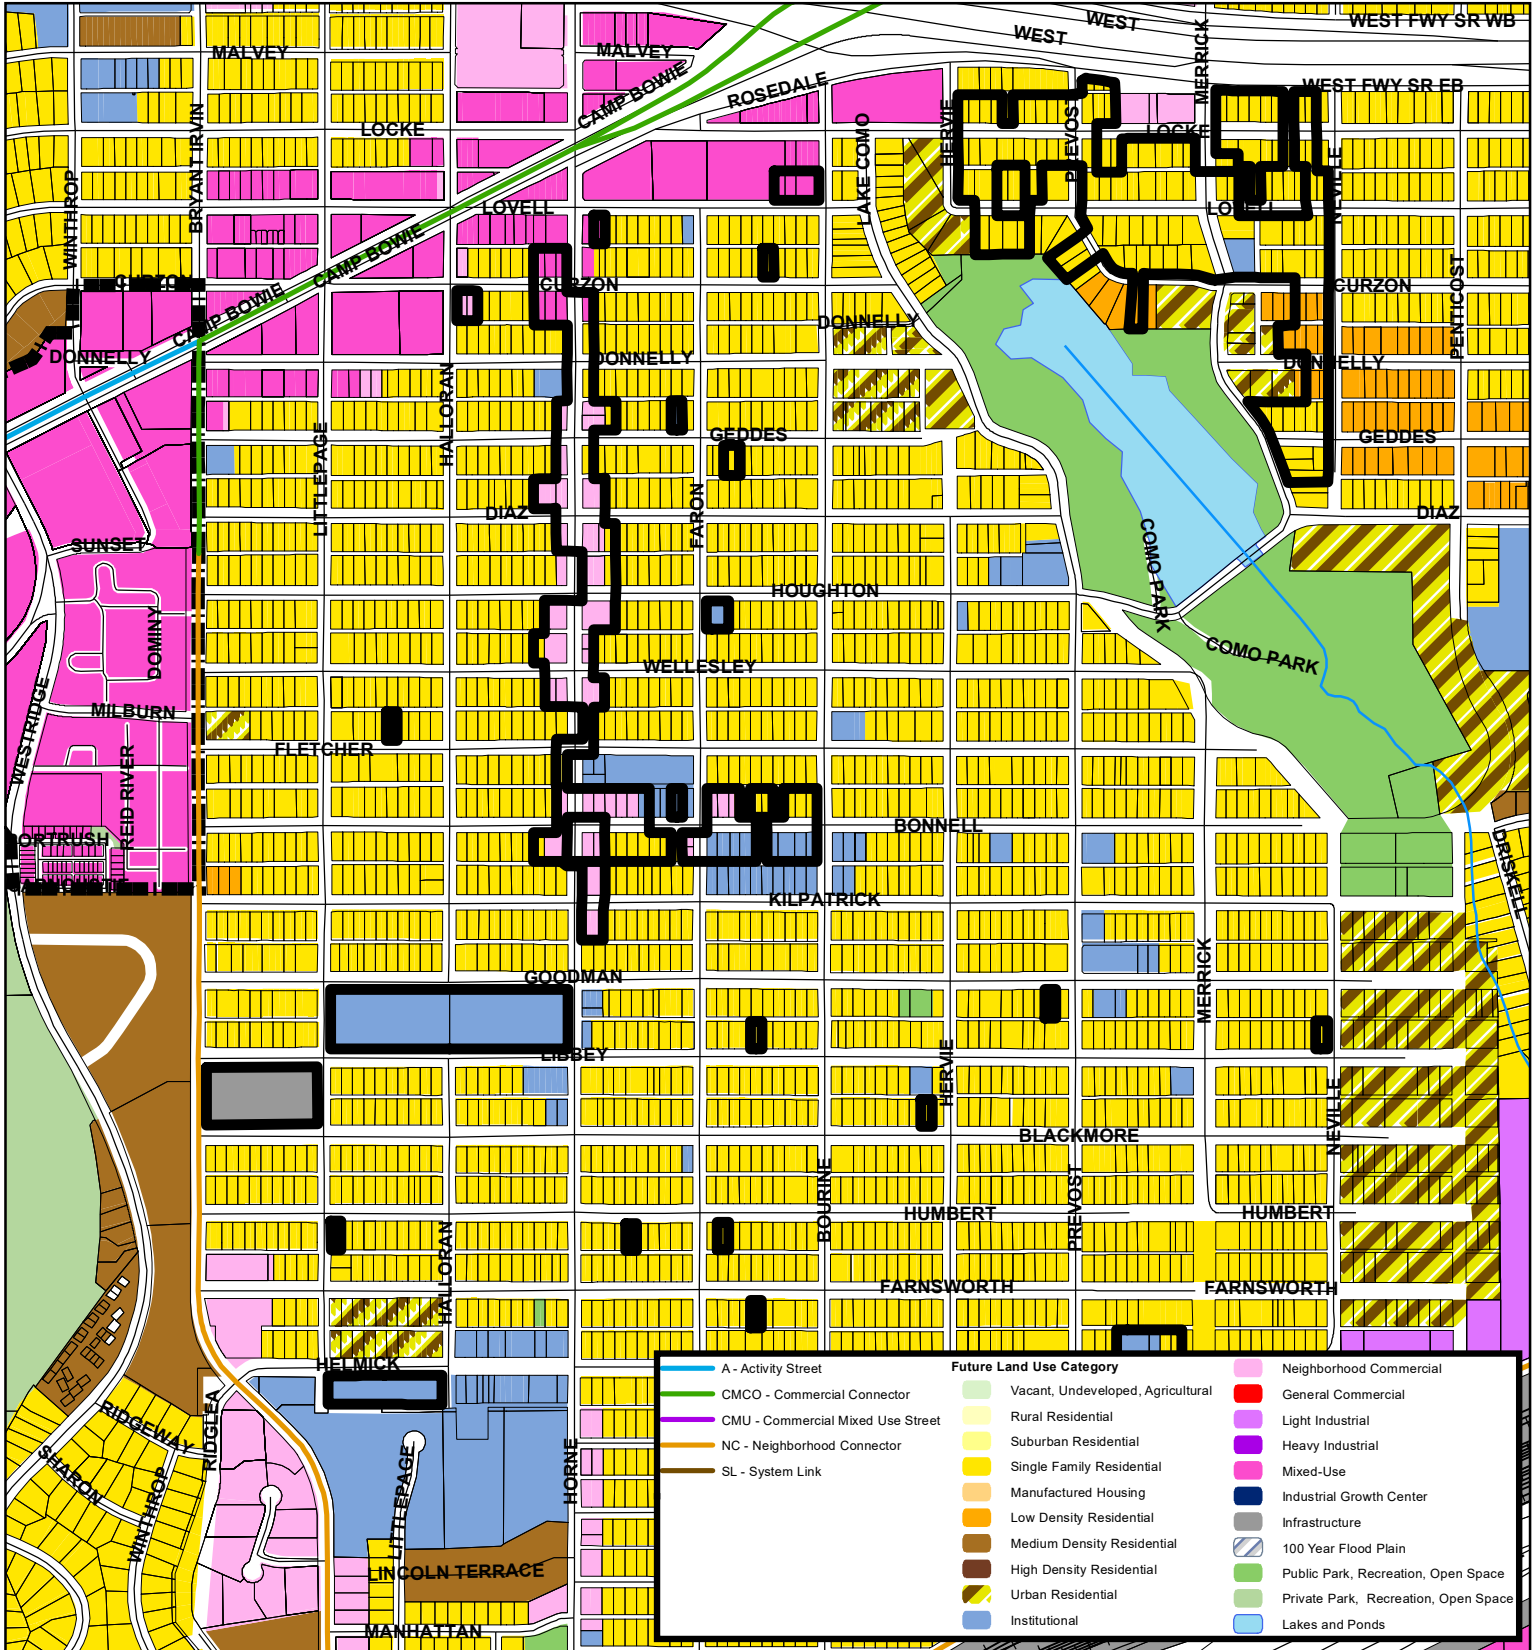 WEST
WEST
WEST FWY SR WB
MALVEY
MALVEY
MERRICK
WEST FWY SR EB
ROSEDALE
CAMP BOWIE
BRYANT IRVIN
LOCKE
LOCKE
LAKE COMO
HERVIE
PREVOST
NEVILLE
WINTHROP
LOVELL
LOVELL
CAMP BOWIE
CURZON
CURZON
CURZON
PENTICOST
CAMP BOWIE
DONNELLY
DONNELLY
DONNELLY
DONNELLY
HALLORAN
LITTLEPAGE
GEDDES
GEDDES
FARON
DIAZ
DIAZ
SUNSET
COMO PARK
HOUGHTON
DOMINY
COMO PARK
WELLESLEY
WESTRIDGE
MILBURN
FLETCHER
REID RIVER
BONNELL
ORTRUSH
DRISKELL
KILPATRICK
GOODMAN
MERRICK
LIBBEY
HERVIE
NEVILLE
BLACKMORE
BOURINE
PREVOST
HUMBERT
HUMBERT
HALLORAN
FARNSWORTH
FARNSWORTH
HELMICK
RIDGLEA
RIDGEWAY
SHARON
WINTHROP
LITTLEPAGE
HORNE
LINCOLN TERRACE
MANHATTAN
A - Activity Street
CMCO - Commercial Connector
CMU - Commercial Mixed Use Street
NC - Neighborhood Connector
SL - System Link
Future Land Use Category
Vacant, Undeveloped, Agricultural
Rural Residential
Suburban Residential
Single Family Residential
Manufactured Housing
Low Density Residential
Medium Density Residential
High Density Residential
Urban Residential
Institutional
Neighborhood Commercial
General Commercial
Light Industrial
Heavy Industrial
Mixed-Use
Industrial Growth Center
Infrastructure
100 Year Flood Plain
Public Park, Recreation, Open Space
Private Park, Recreation, Open Space
Lakes and Ponds